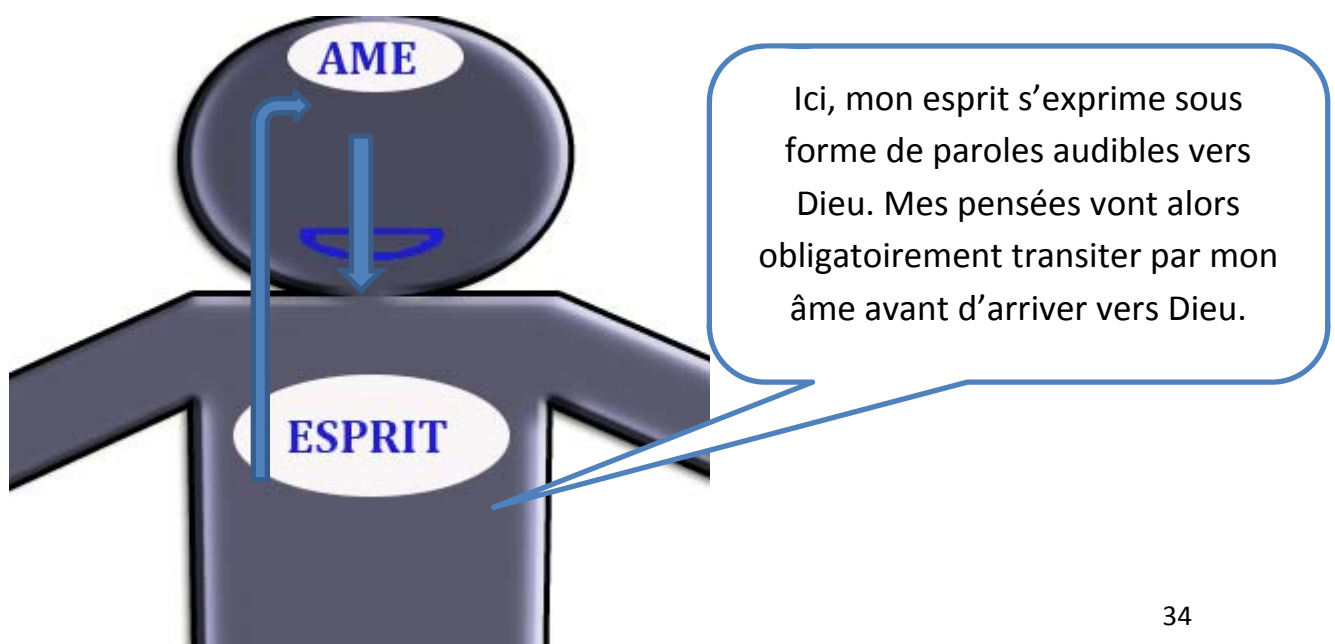 AME
Ici, mon esprit s’exprime sous
forme de paroles audibles vers
Dieu. Mes pensées vont alors
obligatoirement transiter par mon
âme avant d’arriver vers Dieu.
ESPRIT
34